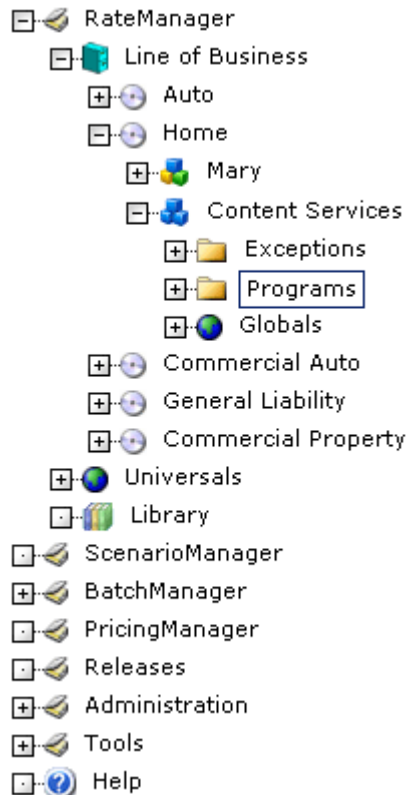 RateManager
Line of Business
Auto
Home
Mary
Content Services
Exceptions
Programs
Globals
Commercial Auto
General Liability
Commercial Property
Universals
Library
ScenarioManager
BatchManager
PricingManager
Releases
Administration
Tools
Help